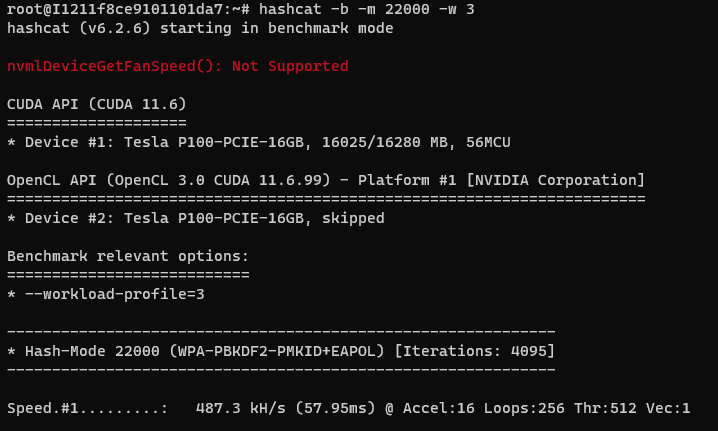 root@I1211f8ce9101101da7:~# hashcat -b -m 22000 -w 3
hashcat (v6.2.6) starting in benchmark mode
nvmlDeviceGetFanSpeed(): Not Supported
CUDA API (CUDA 11.6)
====================
* Device #1: Tesla P100-PCIE-16GB, 16025/16280 MB, 56MCU
OpenCL API (OpenCL 3.0 CUDA 11.6.99) - Platform #1 [NVIDIA Corporation]
=======================================================================
* Device #2: Tesla P100-PCIE-16GB, skipped
Benchmark relevant options:
===========================
* --workload-profile=3
-------------------------------------------------------------
* Hash-Mode 22000 (WPA-PBKDF2-PMKID+EAPOL) [Iterations: 4095]
-------------------------------------------------------------
Speed.#1.........:   487.3 kH/s (57.95ms) @ Accel:16 Loops:256 Thr:512 Vec:1